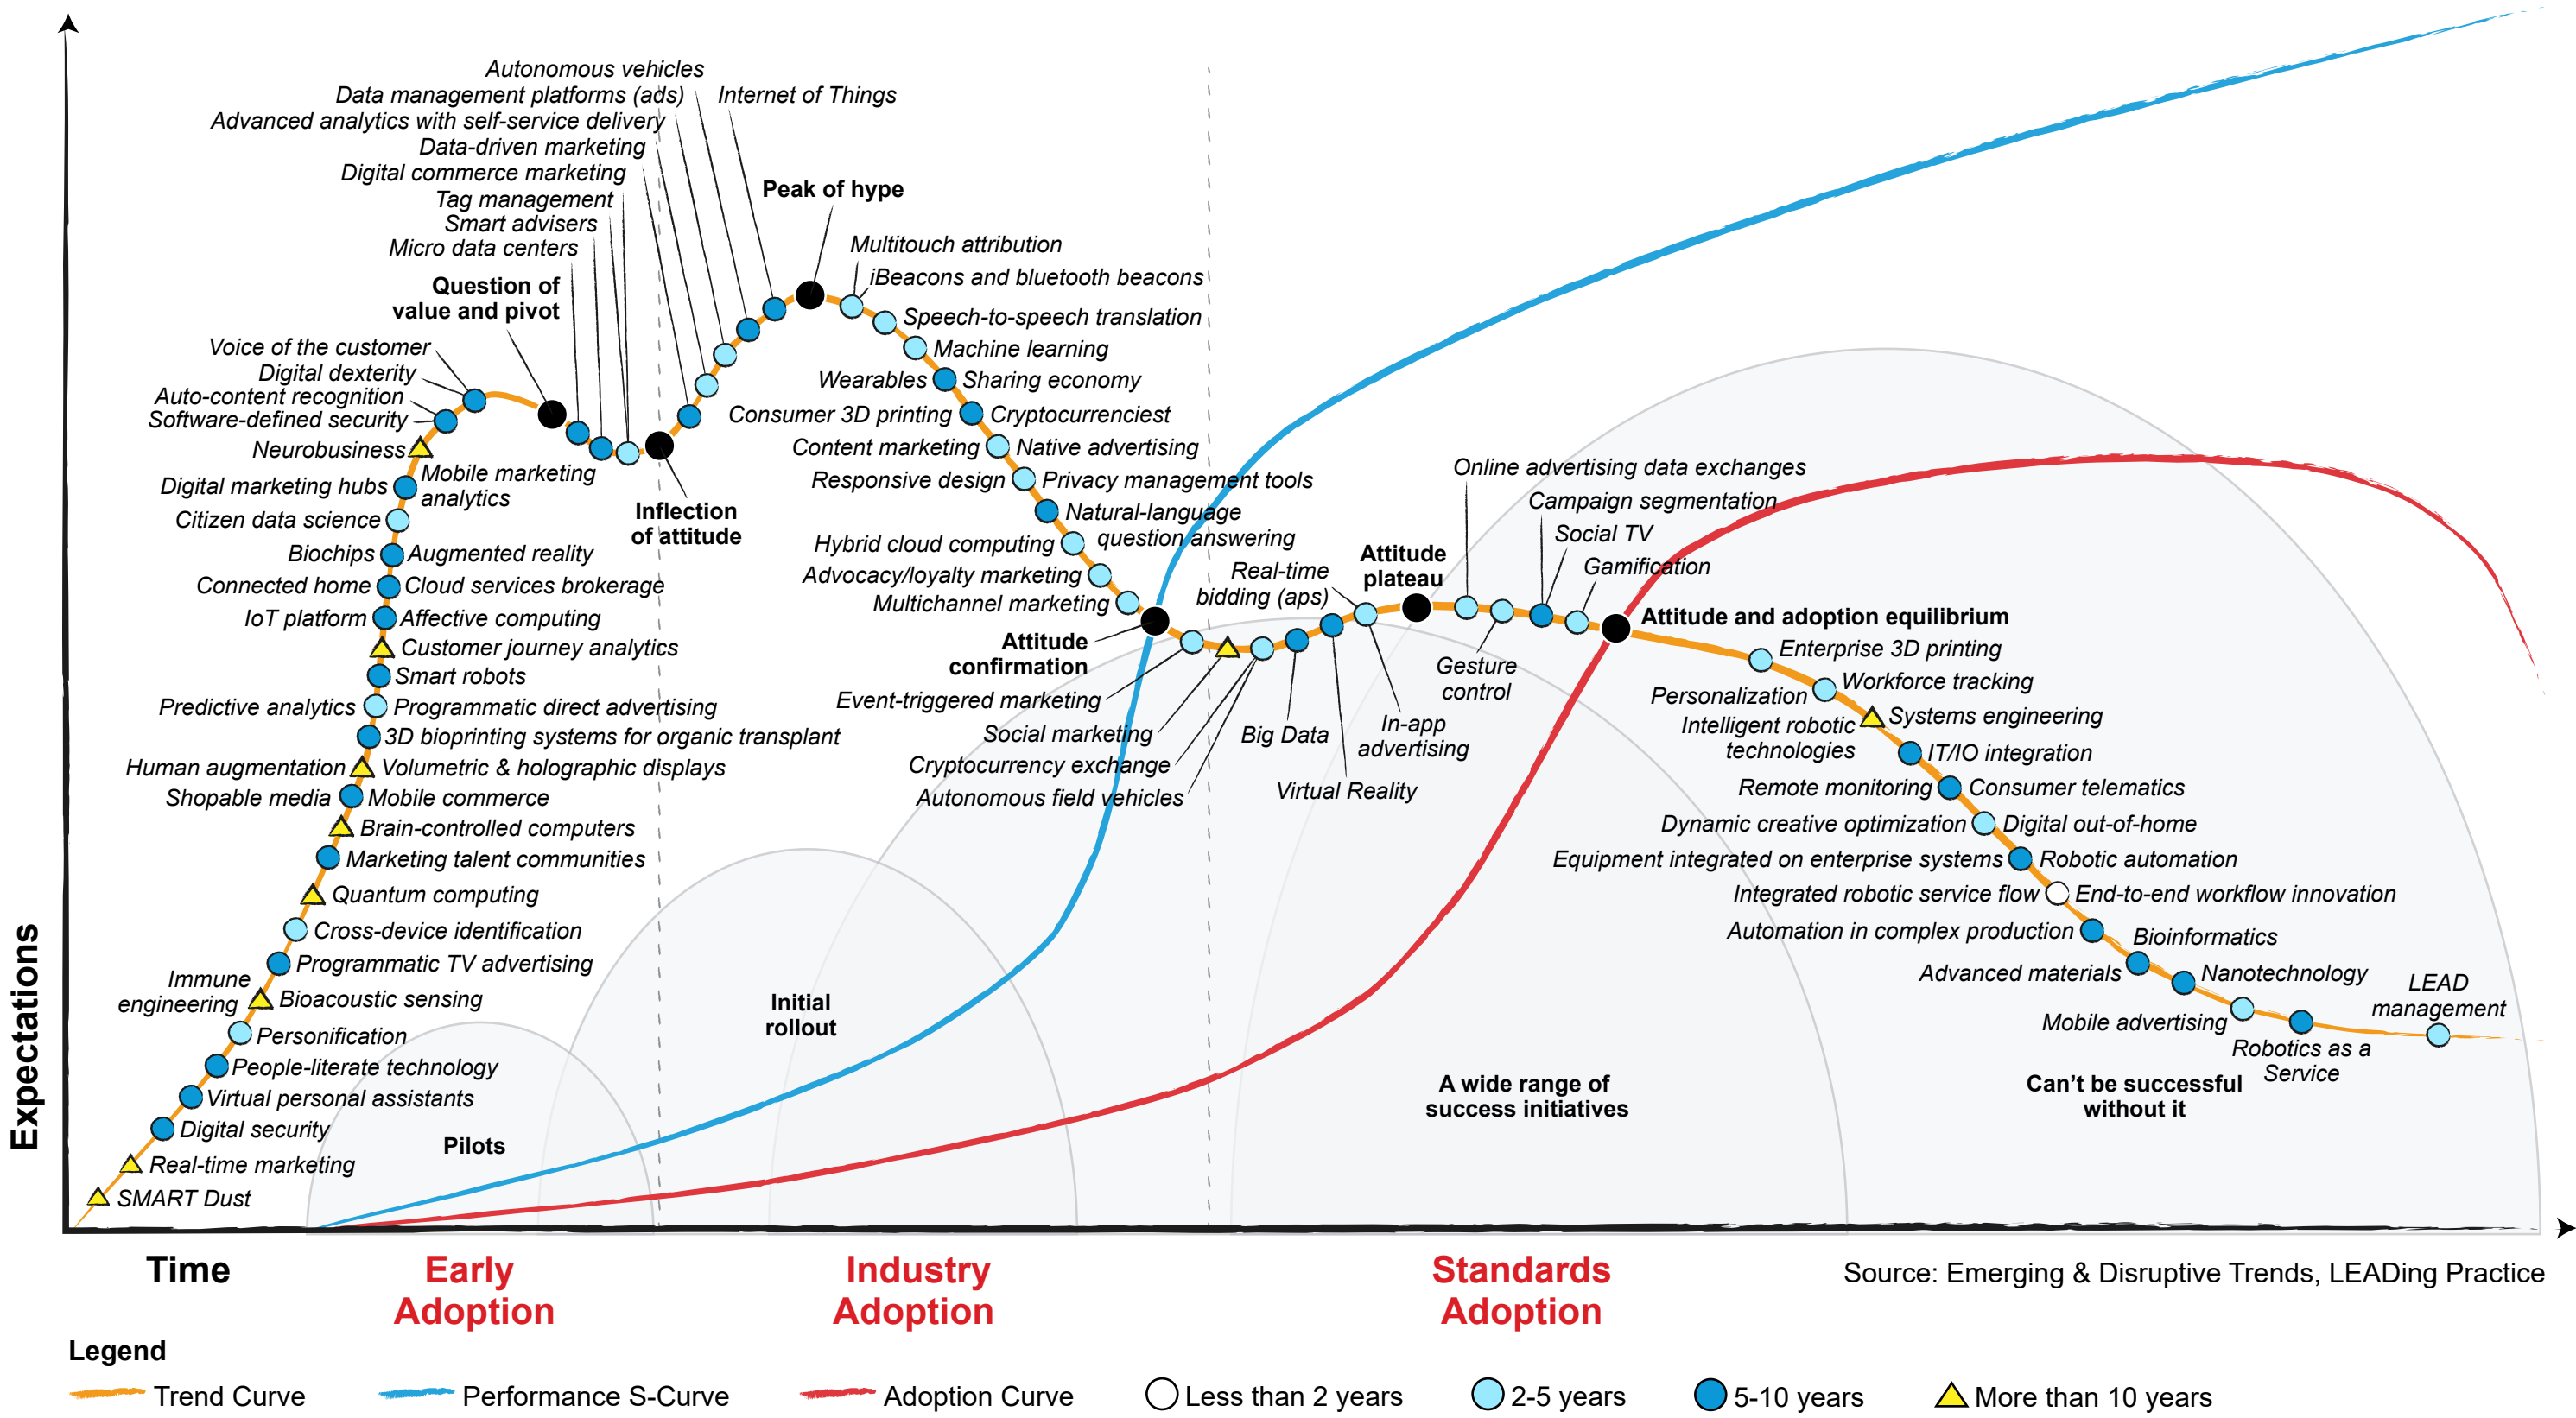 Autonomous vehicles
Data management platforms (ads)
Internet of Things
Advanced analytics with self-service delivery
Data-driven marketing
Digital commerce marketing
Tag management
Smart advisers
Micro data centers
Peak of hype
Question of
value and pivot
Multitouch attribution
iBeacons and bluetooth beacons
Speech-to-speech translation
Machine learning
Wearables
Sharing economy
Consumer 3D printing
Cryptocurrenciest
Content marketing
Native advertising
Responsive design
Privacy management tools
Natural-language
question answering
Hybrid cloud computing
Advocacy/loyalty marketing
Multichannel marketing
Voice of the customer
Digital dexterity
Auto-content recognition
Software-defined security
Neurobusiness
Mobile marketing
analytics
Digital marketing hubs
Citizen data science
Inflection
of attitude
Biochips
Augmented reality
Connected home
Cloud services brokerage
IoT platform
Affective computing
Customer journey analytics
Smart robots
Predictive analytics
Programmatic direct advertising
3D bioprinting systems for organic transplant
Human augmentation
Volumetric & holographic displays
Shopable media
Mobile commerce
Brain-controlled computers
Marketing talent communities
Quantum computing
Cross-device identification
Programmatic TV advertising
Immune
engineering
Bioacoustic sensing
Personification
People-literate technology
Virtual personal assistants
Digital security
Real-time marketing
SMART Dust
Attitude
confirmation
Event-triggered marketing
Social marketing
Cryptocurrency exchange
Autonomous field vehicles
Big Data
Virtual Reality
Real-time
bidding (aps)
In-app
advertising
Attitude
plateau
Online advertising data exchanges
Campaign segmentation
Social TV
Gamification
Gesture
control
Attitude and adoption equilibrium
Enterprise 3D printing
Personalization
Workforce tracking
Intelligent robotic
technologies
Systems engineering
IT/IO integration
Remote monitoring
Consumer telematics
Dynamic creative optimization
Digital out-of-home
Equipment integrated on enterprise systems
Robotic automation
Integrated robotic service flow
End-to-end workflow innovation
Automation in complex production
Bioinformatics
Advanced materials
Nanotechnology
Mobile advertising
Robotics as a
Service
LEAD
management
Pilots
Initial
rollout
A wide range of
success initiatives
Can't be successful
without it
Expectations
Time
Early
Adoption
Industry
Adoption
Standards
Adoption
Source: Emerging & Disruptive Trends, LEADing Practice
Legend
Trend Curve
Performance S-Curve
Adoption Curve
Less than 2 years
2-5 years
5-10 years
More than 10 years